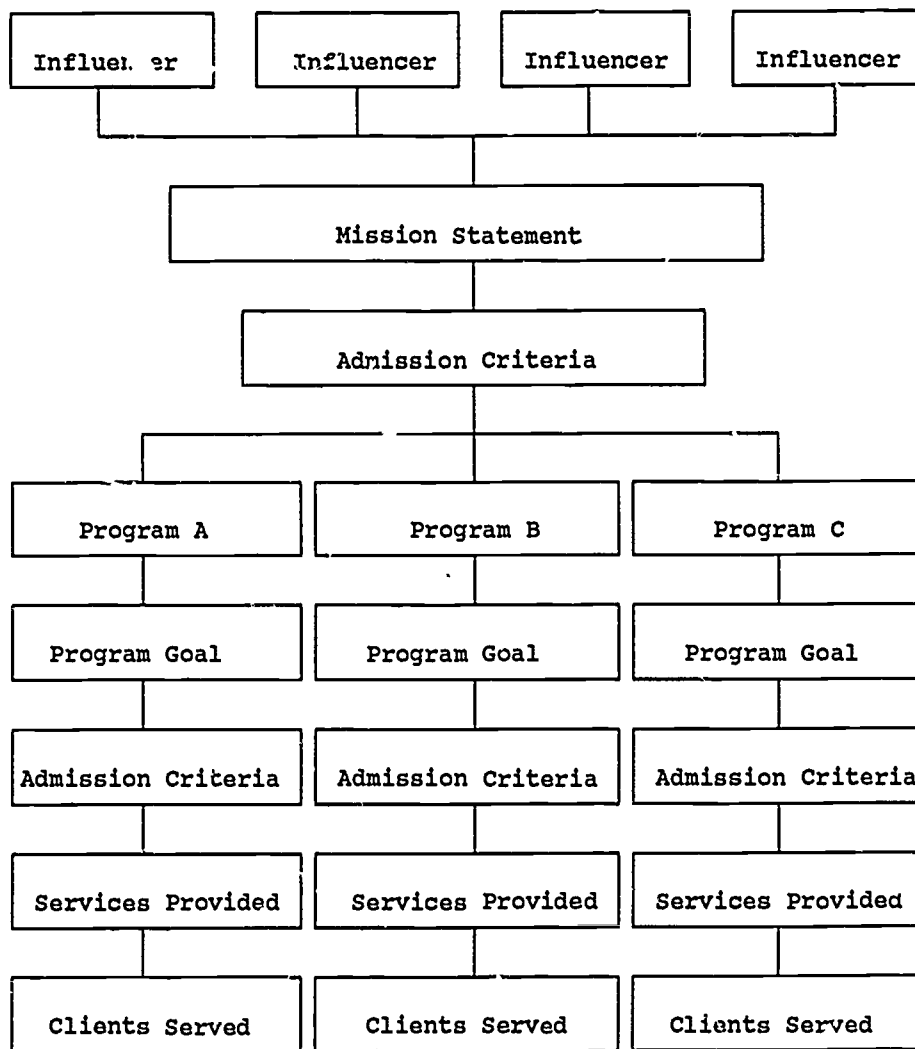 Influencer Influencer Influencer Influencer
Mission Statement
Admission Criteria
Program A Program B Program C
Program Goal Program Goal Program Goal
Admission Criteria Admission Criteria Admission Criteria
Services Provided Services Provided Services Provided
Clients Served Clients Served Clients Served